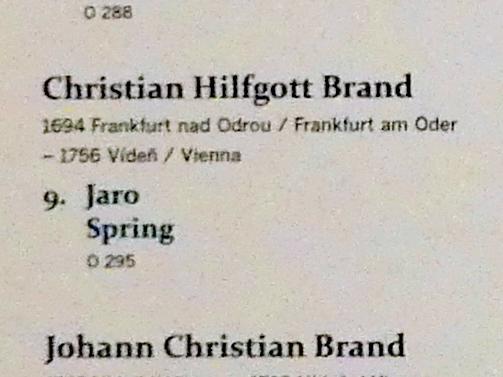 O 288
Christian Hilfgott Brand
1694 Frankfurt nad Odrou / Frankfurt am Oder
– 1756 Vídeň / Vienna
9. Jaro
Spring
O 295
Johann Christian Brand